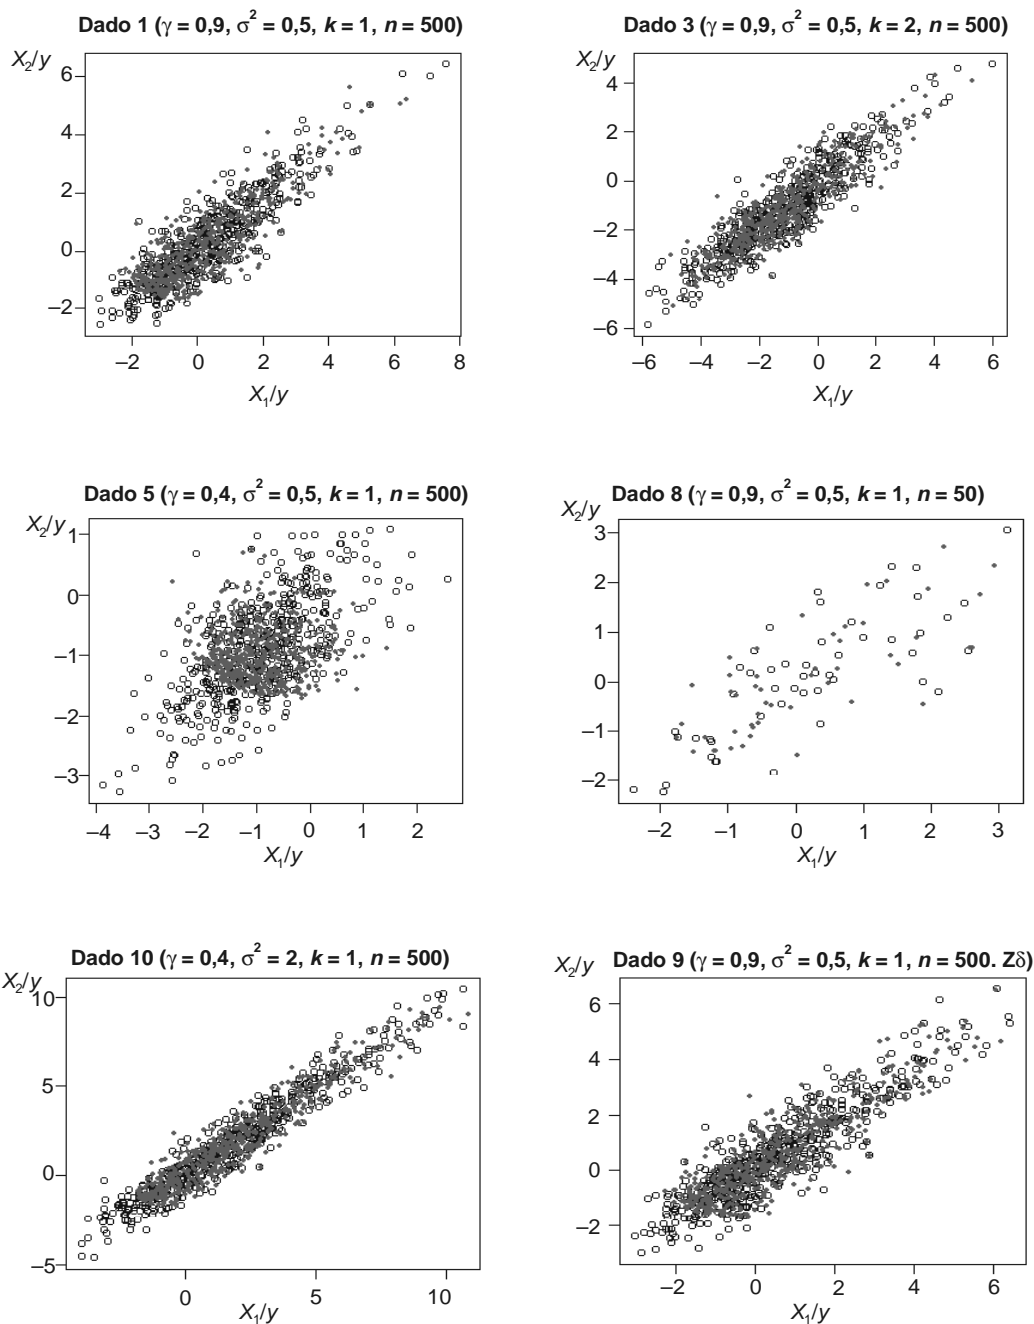 Dado 1 (γ = 0,9, σ² = 0,5, k = 1, n = 500)
X₂/y
6
4
2
0
–2
–2 0 2 4 6 8
X₁/y
Dado 3 (γ = 0,9, σ² = 0,5, k = 2, n = 500)
X₂/y
4
2
0
–2
–4
–6
–6 –4 –2 0 2 4 6
X₁/y
Dado 5 (γ = 0,4, σ² = 0,5, k = 1, n = 500)
X₂/y
1
0
–1
–2
–3
–4 –3 –2 –1 0 1 2
X₁/y
Dado 8 (γ = 0,9, σ² = 0,5, k = 1, n = 50)
X₂/y
3
2
1
0
–1
–2
–2 –1 0 1 2 3
X₁/y
Dado 10 (γ = 0,4, σ² = 2, k = 1, n = 500)
X₂/y
10
5
0
–5
0 5 10
X₁/y
Dado 9 (γ = 0,9, σ² = 0,5, k = 1, n = 500. Zδ)
X₂/y
6
4
2
0
–2
–2 0 2 4 6
X₁/y